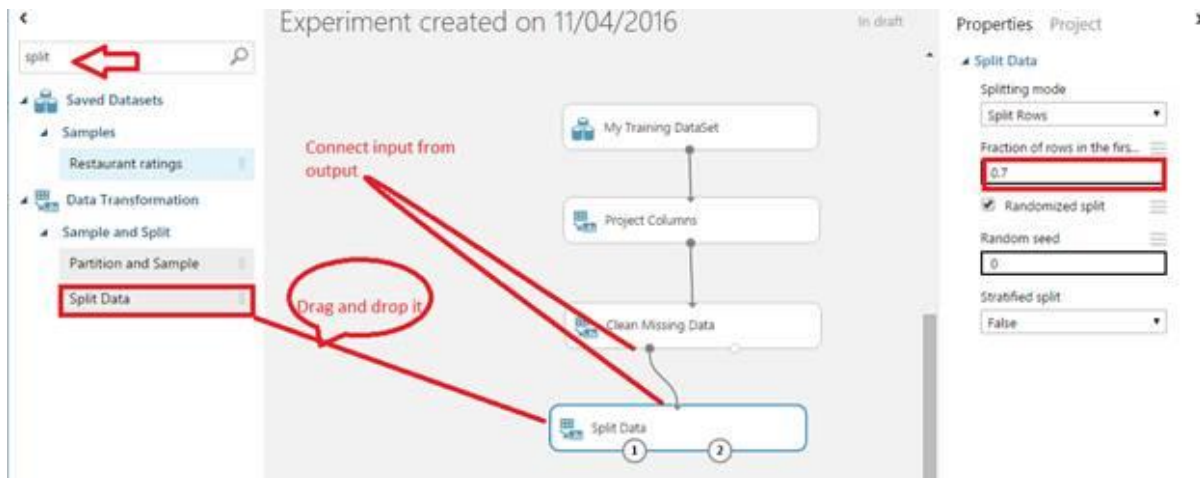 Experiment created on 11/04/2016
In draft
split
Saved Datasets
Samples
Restaurant ratings
Data Transformation
Sample and Split
Partition and Sample
Split Data
Connect input from
output
Drag and drop it
My Training DataSet
Project Columns
Clean Missing Data
Split Data
1
2
Properties Project
Split Data
Splitting mode
Split Rows
Fraction of rows in the firs...
0.7
Randomized split
Random seed
0
Stratified split
False